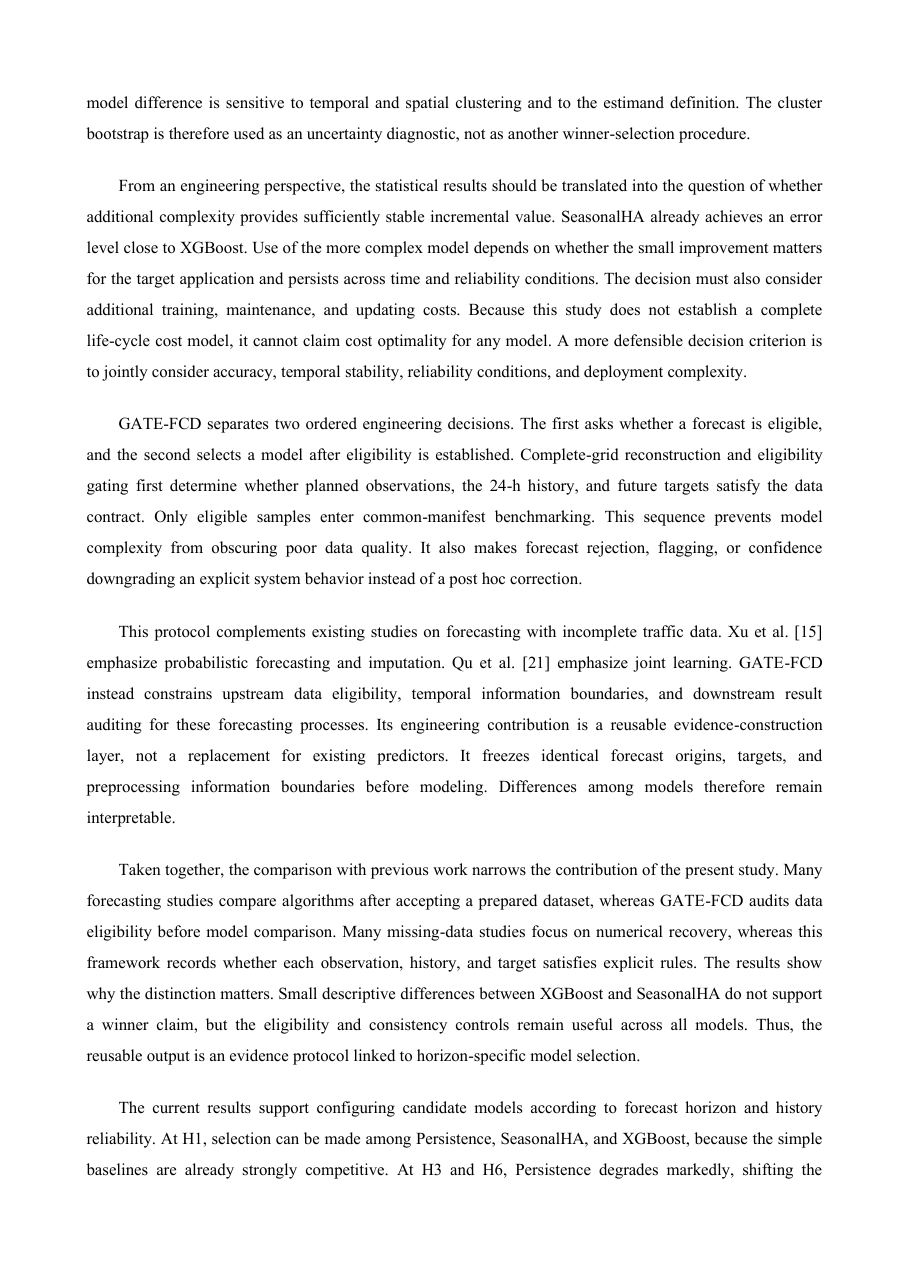 model difference is sensitive to temporal and spatial clustering and to the estimand definition. The cluster
bootstrap is therefore used as an uncertainty diagnostic, not as another winner-selection procedure.
From an engineering perspective, the statistical results should be translated into the question of whether
additional complexity provides sufficiently stable incremental value. SeasonalHA already achieves an error
level close to XGBoost. Use of the more complex model depends on whether the small improvement matters
for the target application and persists across time and reliability conditions. The decision must also consider
additional training, maintenance, and updating costs. Because this study does not establish a complete
life-cycle cost model, it cannot claim cost optimality for any model. A more defensible decision criterion is
to jointly consider accuracy, temporal stability, reliability conditions, and deployment complexity.
GATE-FCD separates two ordered engineering decisions. The first asks whether a forecast is eligible,
and the second selects a model after eligibility is established. Complete-grid reconstruction and eligibility
gating first determine whether planned observations, the 24-h history, and future targets satisfy the data
contract. Only eligible samples enter common-manifest benchmarking. This sequence prevents model
complexity from obscuring poor data quality. It also makes forecast rejection, flagging, or confidence
downgrading an explicit system behavior instead of a post hoc correction.
This protocol complements existing studies on forecasting with incomplete traffic data. Xu et al. [15]
emphasize probabilistic forecasting and imputation. Qu et al. [21] emphasize joint learning. GATE-FCD
instead constrains upstream data eligibility, temporal information boundaries, and downstream result
auditing for these forecasting processes. Its engineering contribution is a reusable evidence-construction
layer, not a replacement for existing predictors. It freezes identical forecast origins, targets, and
preprocessing information boundaries before modeling. Differences among models therefore remain
interpretable.
Taken together, the comparison with previous work narrows the contribution of the present study. Many
forecasting studies compare algorithms after accepting a prepared dataset, whereas GATE-FCD audits data
eligibility before model comparison. Many missing-data studies focus on numerical recovery, whereas this
framework records whether each observation, history, and target satisfies explicit rules. The results show
why the distinction matters. Small descriptive differences between XGBoost and SeasonalHA do not support
a winner claim, but the eligibility and consistency controls remain useful across all models. Thus, the
reusable output is an evidence protocol linked to horizon-specific model selection.
The current results support configuring candidate models according to forecast horizon and history
reliability. At H1, selection can be made among Persistence, SeasonalHA, and XGBoost, because the simple
baselines are already strongly competitive. At H3 and H6, Persistence degrades markedly, shifting the